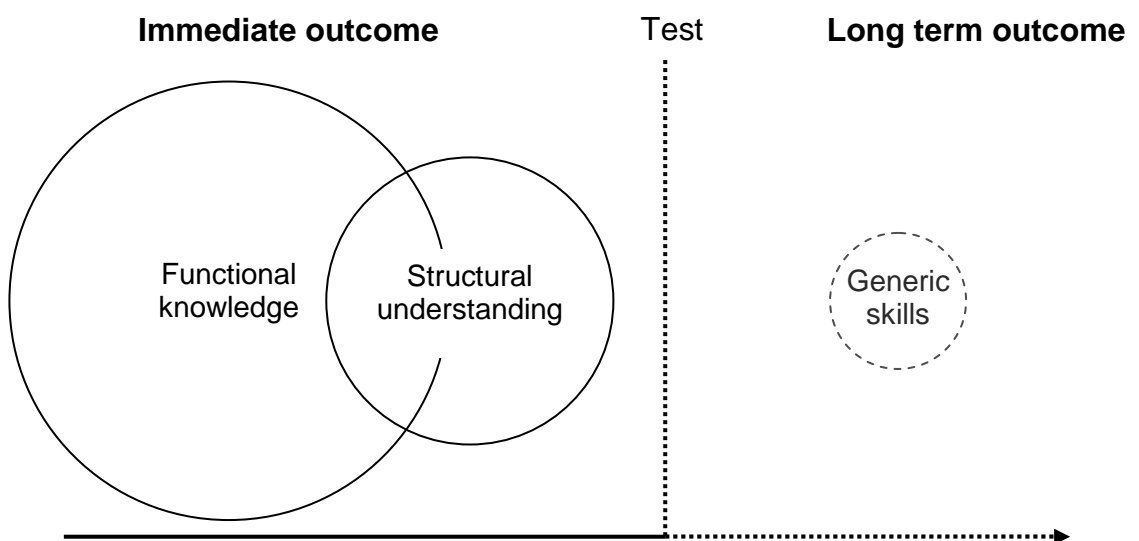 Immediate outcome
Test
Long term outcome
Functional
knowledge
Structural
understanding
Generic
skills